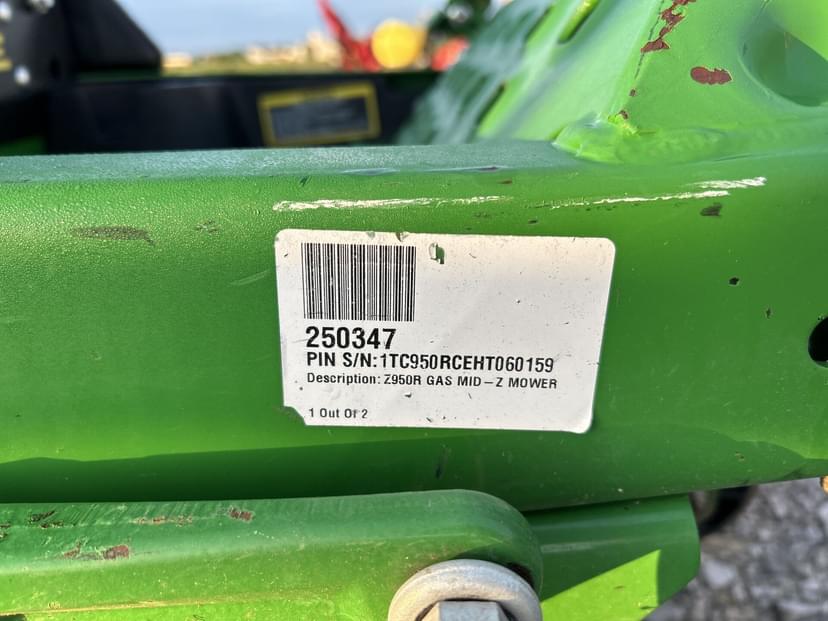 250347
PIN S/N:1TC950RCEHT060159
Description: Z950R GAS MID-Z MOWER
1 Out Of 2